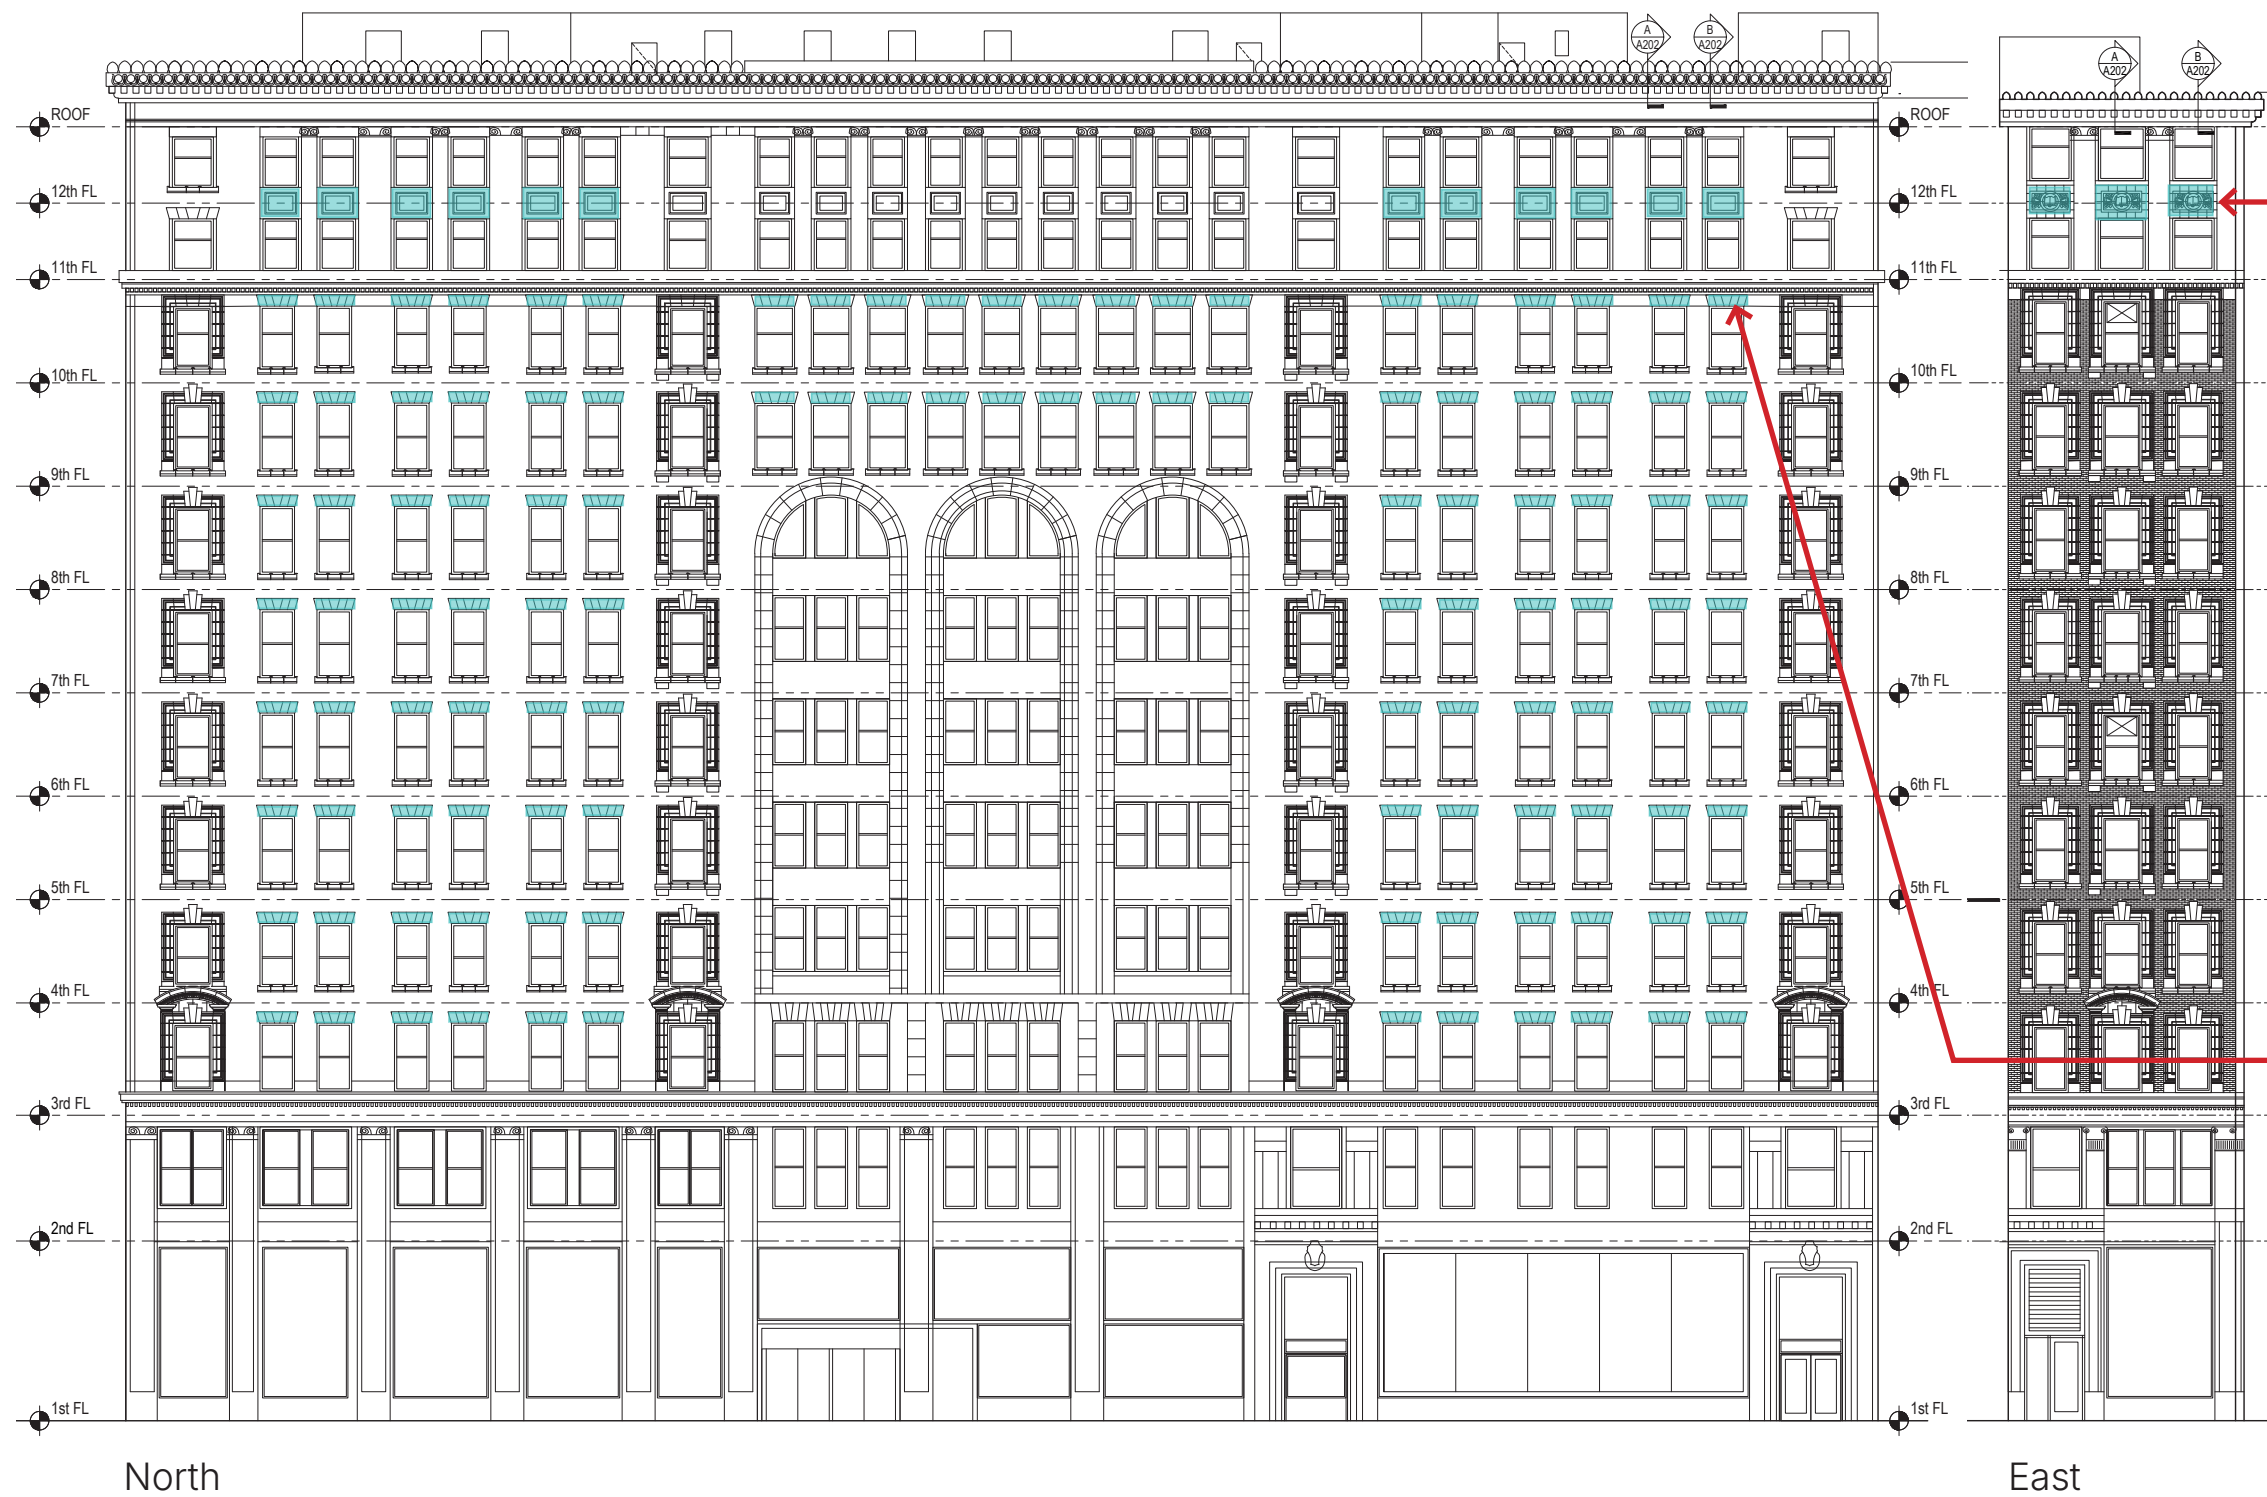 A
A202
B
A202
A
A202
B
A202
ROOF
ROOF
12th FL
12th FL
11th FL
11th FL
10th FL
10th FL
9th FL
9th FL
8th FL
8th FL
7th FL
7th FL
6th FL
6th FL
5th FL
5th FL
4th FL
4th FL
3rd FL
3rd FL
2nd FL
2nd FL
1st FL
1st FL
North
East